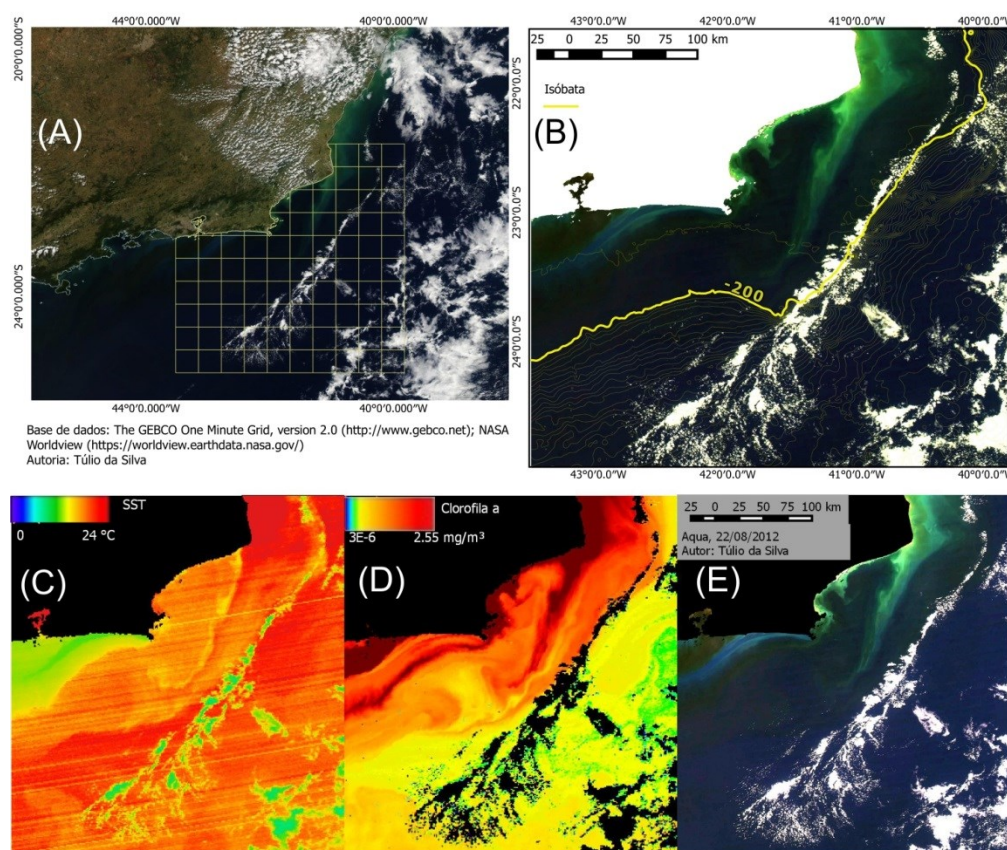 44°0'0.000"W 40°0'0.000"W
20°0'0.000"S
24°0'0.000"S
(A)
44°0'0.000"W 40°0'0.000"W
Base de dados: The GEBCO One Minute Grid, version 2.0 (http://www.gebco.net); NASA
Worldview (https://worldview.earthdata.nasa.gov/)
Autoria: Túlio da Silva
43°0'0.0"W 42°0'0.0"W 41°0'0.0"W 40°0'0.0"W
25 0 25 50 75 100 km
Isóbata
(B)
-200
22°0'0.0"S
23°0'0.0"S
24°0'0.0"S
43°0'0.0"W 42°0'0.0"W 41°0'0.0"W 40°0'0.0"W
SST
0 24 °C
(C)
Clorofila a
3E-6 2.55 mg/m³
(D)
25 0 25 50 75 100 km
Aqua, 22/08/2012
Autor: Túlio da Silva
(E)